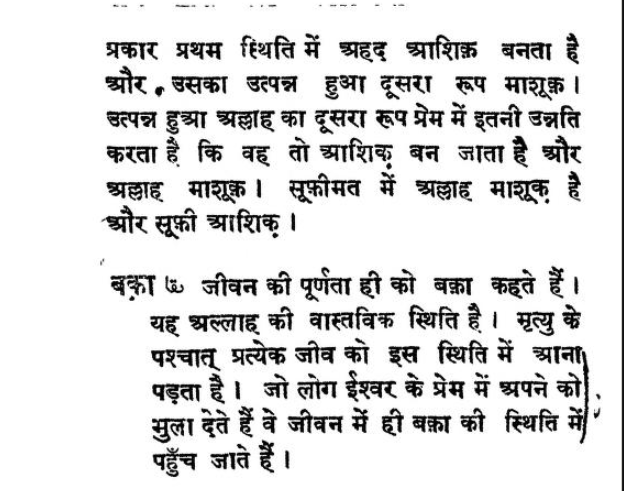 प्रकार प्रथम स्थिति में अहद आशिक़ बनता है
और उसका उत्पन्न हुआ दूसरा रूप माशूक़।
उत्पन्न हुआ अल्लाह का दूसरा रूप प्रेम में इतनी उन्नति
करता है कि वह तो आशिक़ बन जाता है और
अल्लाह माशूक़। सूफ़ीमत में अल्लाह माशूक़ है
और सूफ़ी आशिक़।
बक़ा जीवन की पूर्णता ही को बक़ा कहते हैं।
यह अल्लाह की वास्तविक स्थिति है। मृत्यु के
पश्चात् प्रत्येक जीव को इस स्थिति में आना
पड़ता है। जो लोग ईश्वर के प्रेम में अपने को
भुला देते हैं वे जीवन में ही बक़ा की स्थिति में
पहुँच जाते हैं।